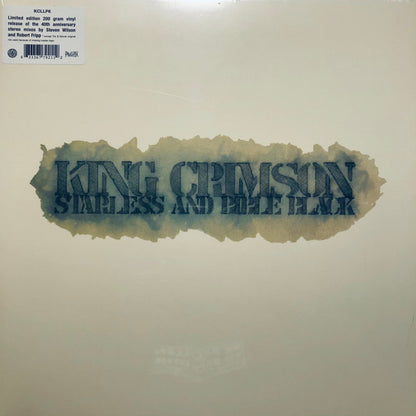 KCLLP6
Limited edition 200 gram vinyl
release of the 40th anniversary
stereo mixes by Steven Wilson
and Robert Fripp
KING CRIMSON
STARLESS AND BIBLE BLACK